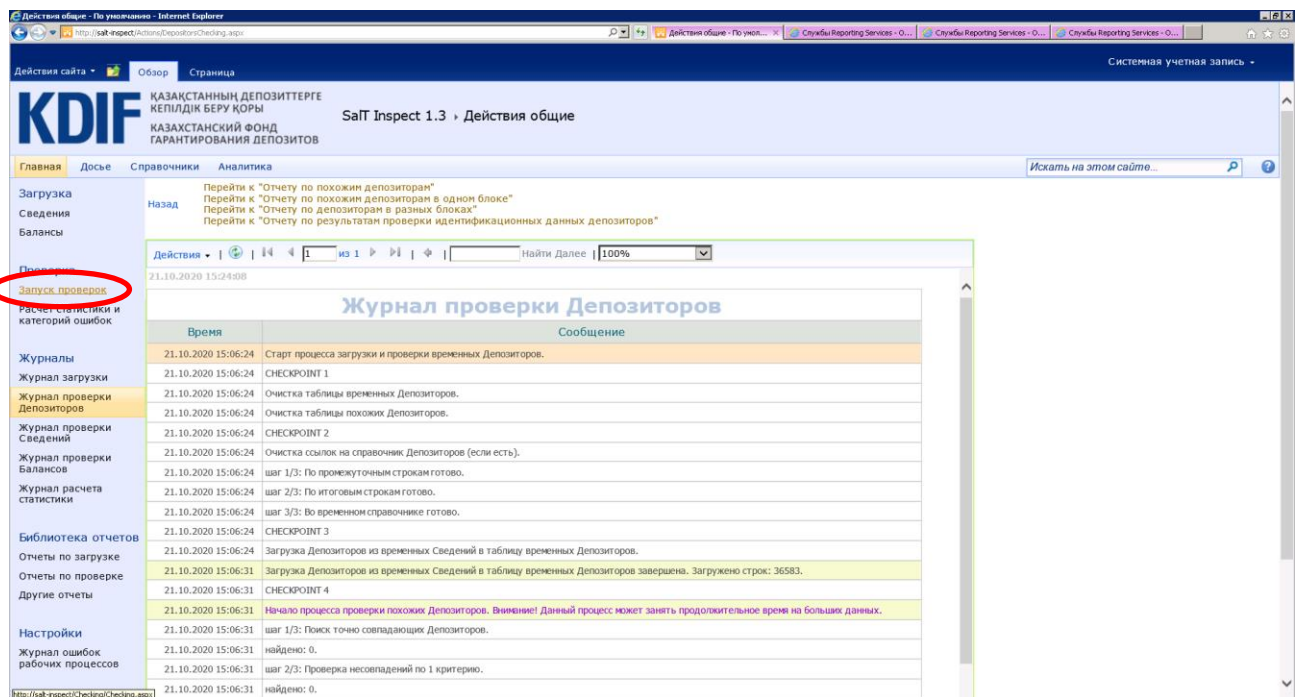 Действия общие - По умолчанию - Internet Explorer
http://salt-inspect/Actions/DepositorsChecking.aspx
Действия общие - По умол...
Службы Reporting Services - О...
Службы Reporting Services - О...
Службы Reporting Services - О...
Системная учетная запись
Действия сайта
Обзор
Страница
KDIF
ҚАЗАҚСТАННЫҢ ДЕПОЗИТТЕРГЕ
КЕПІЛДІК БЕРУ ҚОРЫ
КАЗАХСТАНСКИЙ ФОНД
ГАРАНТИРОВАНИЯ ДЕПОЗИТОВ
SalT Inspect 1.3 › Действия общие
Главная Досье Справочники Аналитика
Искать на этом сайте...
Загрузка
Сведения
Балансы
Проверка
Запуск проверок
Расчет статистики и
категорий ошибок
Журналы
Журнал загрузки
Журнал проверки
Депозиторов
Журнал проверки
Сведений
Журнал проверки
Балансов
Журнал расчета
статистики
Библиотека отчетов
Отчеты по загрузке
Отчеты по проверке
Другие отчеты
Настройки
Журнал ошибок
рабочих процессов
http://salt-inspect/Checking/Checking.aspx
Назад
Перейти к "Отчету по похожим депозиторам"
Перейти к "Отчету по похожим депозиторам в одном блоке"
Перейти к "Отчету по депозиторам в разных блоках"
Перейти к "Отчету по результатам проверки идентификационных данных депозиторов"
Действия | 1 из 1 | Найти Далее | 100%
21.10.2020 15:24:08
Журнал проверки Депозиторов
Время Сообщение
21.10.2020 15:06:24 Старт процесса загрузки и проверки временных Депозиторов.
21.10.2020 15:06:24 CHECKPOINT 1
21.10.2020 15:06:24 Очистка таблицы временных Депозиторов.
21.10.2020 15:06:24 Очистка таблицы похожих Депозиторов.
21.10.2020 15:06:24 CHECKPOINT 2
21.10.2020 15:06:24 Очистка ссылок на справочник Депозиторов (если есть).
21.10.2020 15:06:24 шаг 1/3: По промежуточным строкам готово.
21.10.2020 15:06:24 шаг 2/3: По итоговым строкам готово.
21.10.2020 15:06:24 шаг 3/3: Во временном справочнике готово.
21.10.2020 15:06:24 CHECKPOINT 3
21.10.2020 15:06:24 Загрузка Депозиторов из временных Сведений в таблицу временных Депозиторов.
21.10.2020 15:06:31 Загрузка Депозиторов из временных Сведений в таблицу временных Депозиторов завершена. Загружено строк: 36583.
21.10.2020 15:06:31 CHECKPOINT 4
21.10.2020 15:06:31 Начало процесса проверки похожих Депозиторов. Внимание! Данный процесс может занять продолжительное время на больших данных.
21.10.2020 15:06:31 шаг 1/3: Поиск точно совпадающих Депозиторов.
21.10.2020 15:06:31 найдено: 0.
21.10.2020 15:06:31 шаг 2/3: Проверка несовпадений по 1 критерию.
21.10.2020 15:06:31 найдено: 0.